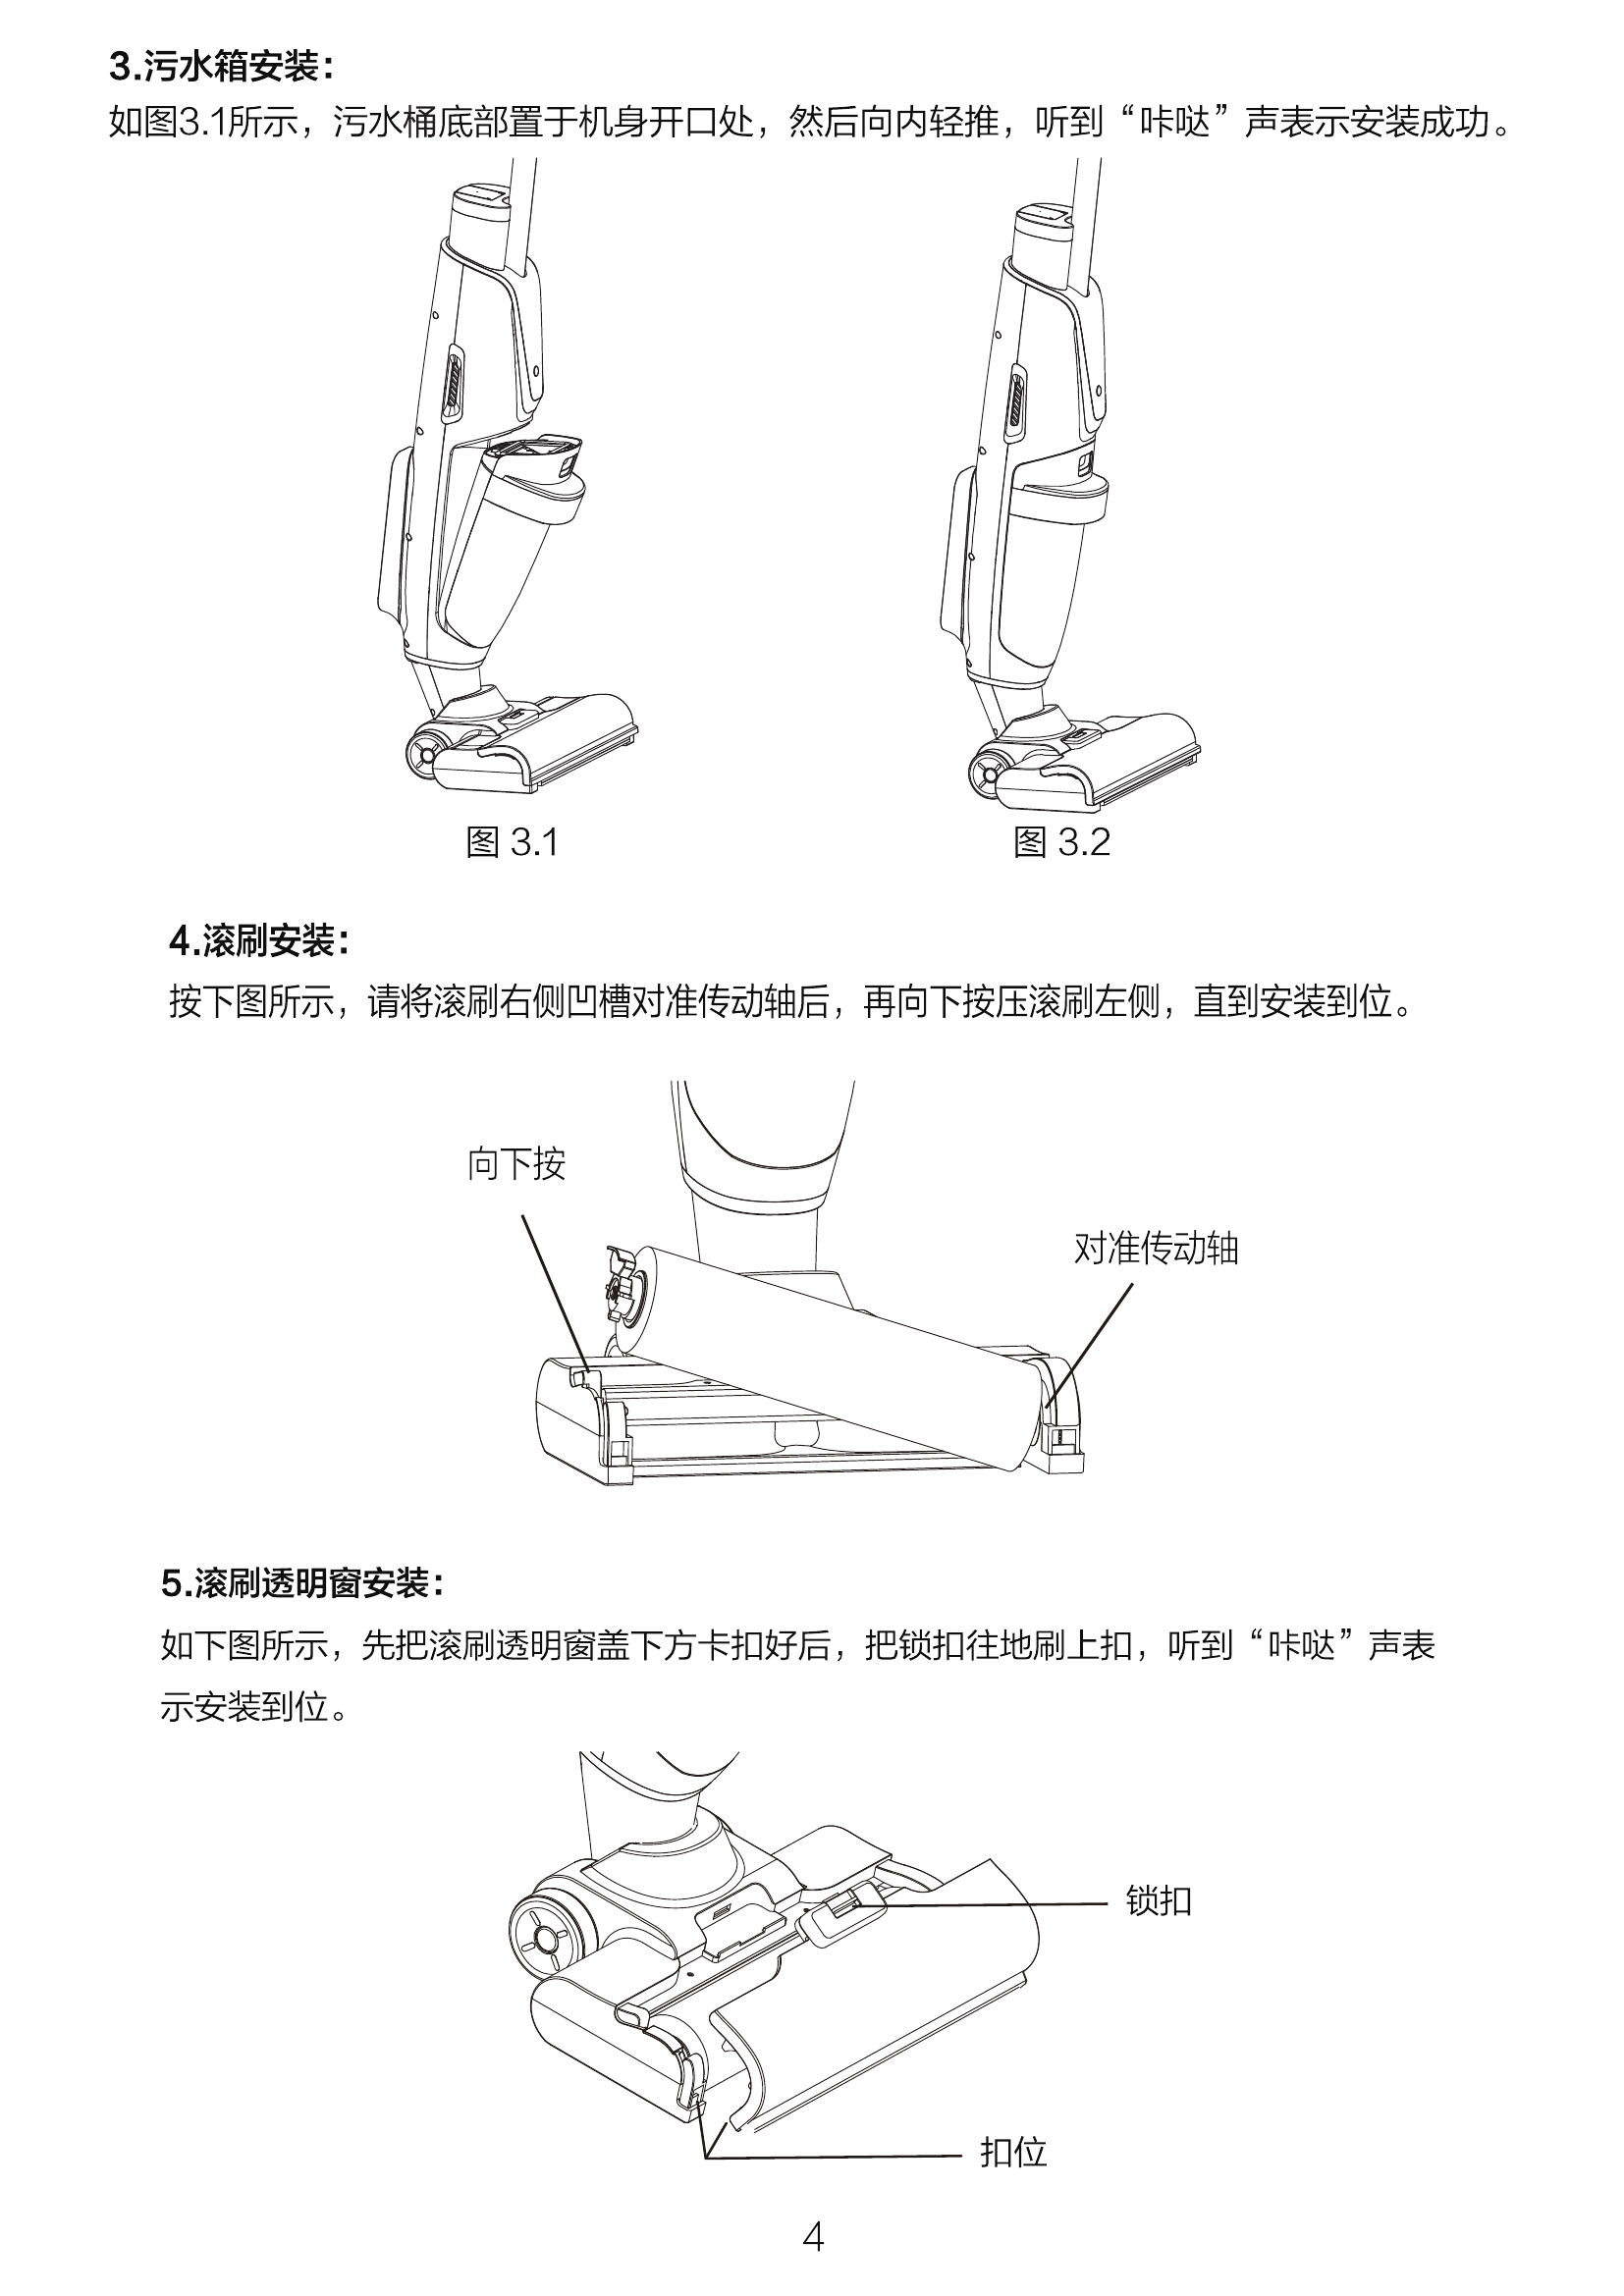 3.污水箱安装：
如图3.1所示，污水桶底部置于机身开口处，然后向内轻推，听到“咔哒”声表示安装成功。
图 3.1
图 3.2
4.滚刷安装：
按下图所示，请将滚刷右侧凹槽对准传动轴后，再向下按压滚刷左侧，直到安装到位。
向下按
对准传动轴
5.滚刷透明窗安装：
如下图所示，先把滚刷透明窗盖下方卡扣好后，把锁扣往地刷上扣，听到“咔哒”声表
示安装到位。
锁扣
扣位
4